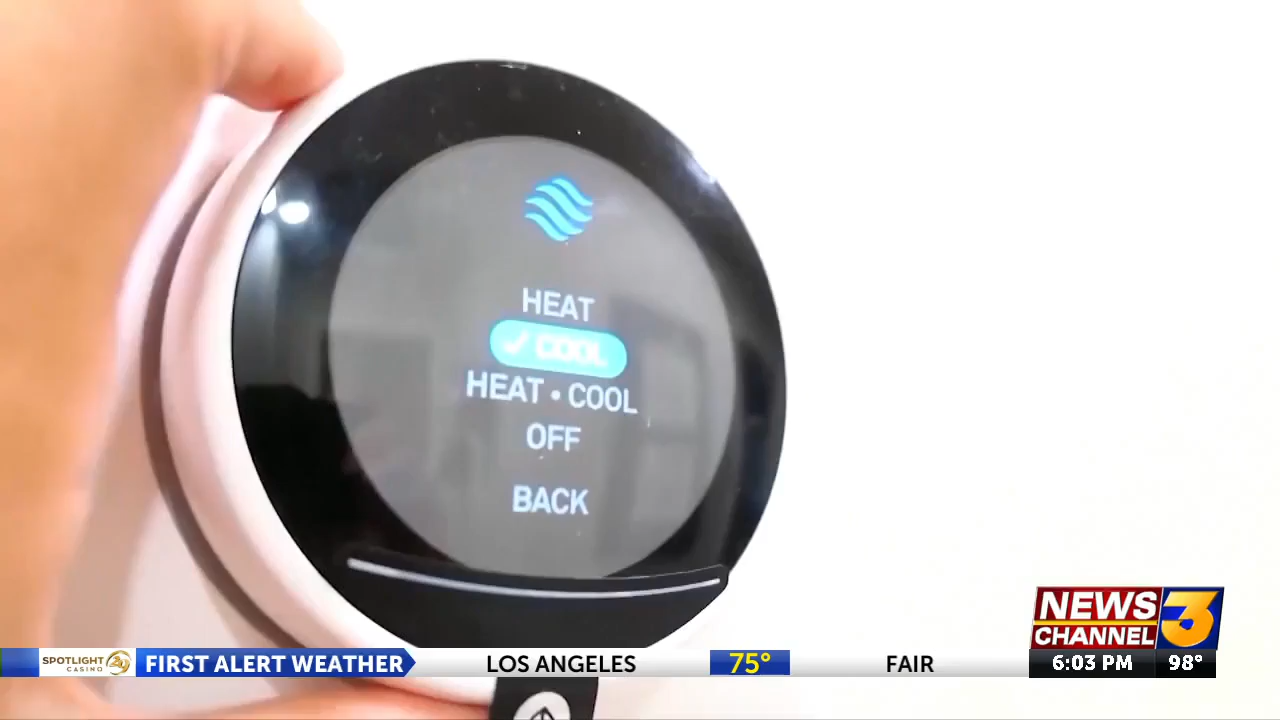 HEAT
✓ COOL
HEAT • COOL
OFF
BACK
NEWS
CHANNEL 3
SPOTLIGHT 29
CASINO
FIRST ALERT WEATHER
LOS ANGELES
75°
FAIR
6:03 PM
98°